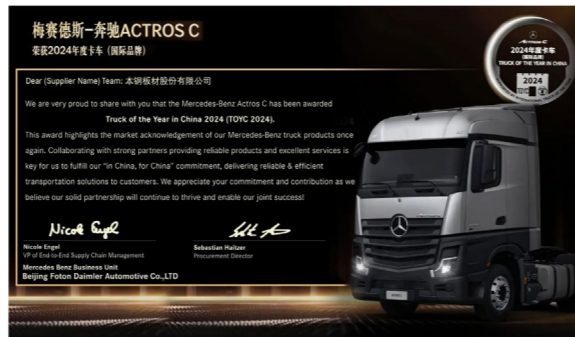 梅赛德斯-奔驰ACTROS C
荣获2024年度卡车（国际品牌）
Actros C
2024年度卡车
(国际品牌)
TRUCK OF THE YEAR IN CHINA
2024
Dear (Supplier Name) Team: 本钢板材股份有限公司
We are very proud to share with you that the Mercedes-Benz Actros C has been awarded
Truck of the Year in China 2024 (TOYC 2024).
This award highlights the market acknowledgement of our Mercedes-Benz truck products once
again. Collaborating with strong partners providing reliable products and excellent services is
key for us to fulfill our “in China, for China” commitment, delivering reliable & efficient
transportation solutions to customers. We appreciate your commitment and contribution as we
believe our solid partnership will continue to thrive and enable our joint success!
Nicole Engel
Nicole Engel
VP of End-to-End Supply Chain Management
Sebastian Haitzer
Procurement Director
Mercedes Benz Business Unit
Beijing Foton Daimler Automotive Co.,LTD